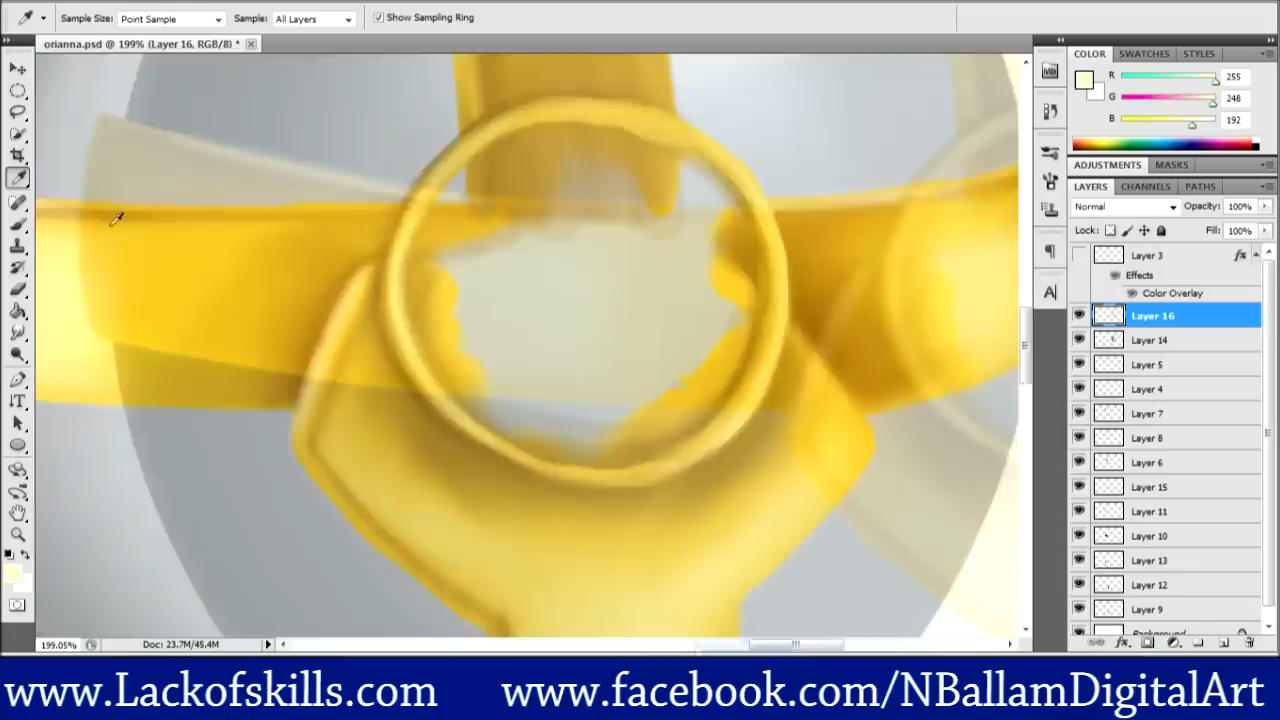 Sample Size: Point Sample Sample: All Layers Show Sampling Ring
orianna.psd @ 199% (Layer 16, RGB/8) *
COLOR SWATCHES STYLES
R 255
G 248
B 192
ADJUSTMENTS MASKS
LAYERS CHANNELS PATHS
Normal Opacity: 100%
Lock: Fill: 100%
Layer 3 fx
Effects
Color Overlay
Layer 16
Layer 14
Layer 5
Layer 4
Layer 7
Layer 8
Layer 6
Layer 15
Layer 11
Layer 10
Layer 13
Layer 12
Layer 9
Background
199.05% Doc: 23.7M/45.4M
www.Lackofskills.com www.facebook.com/NBallamDigitalArt